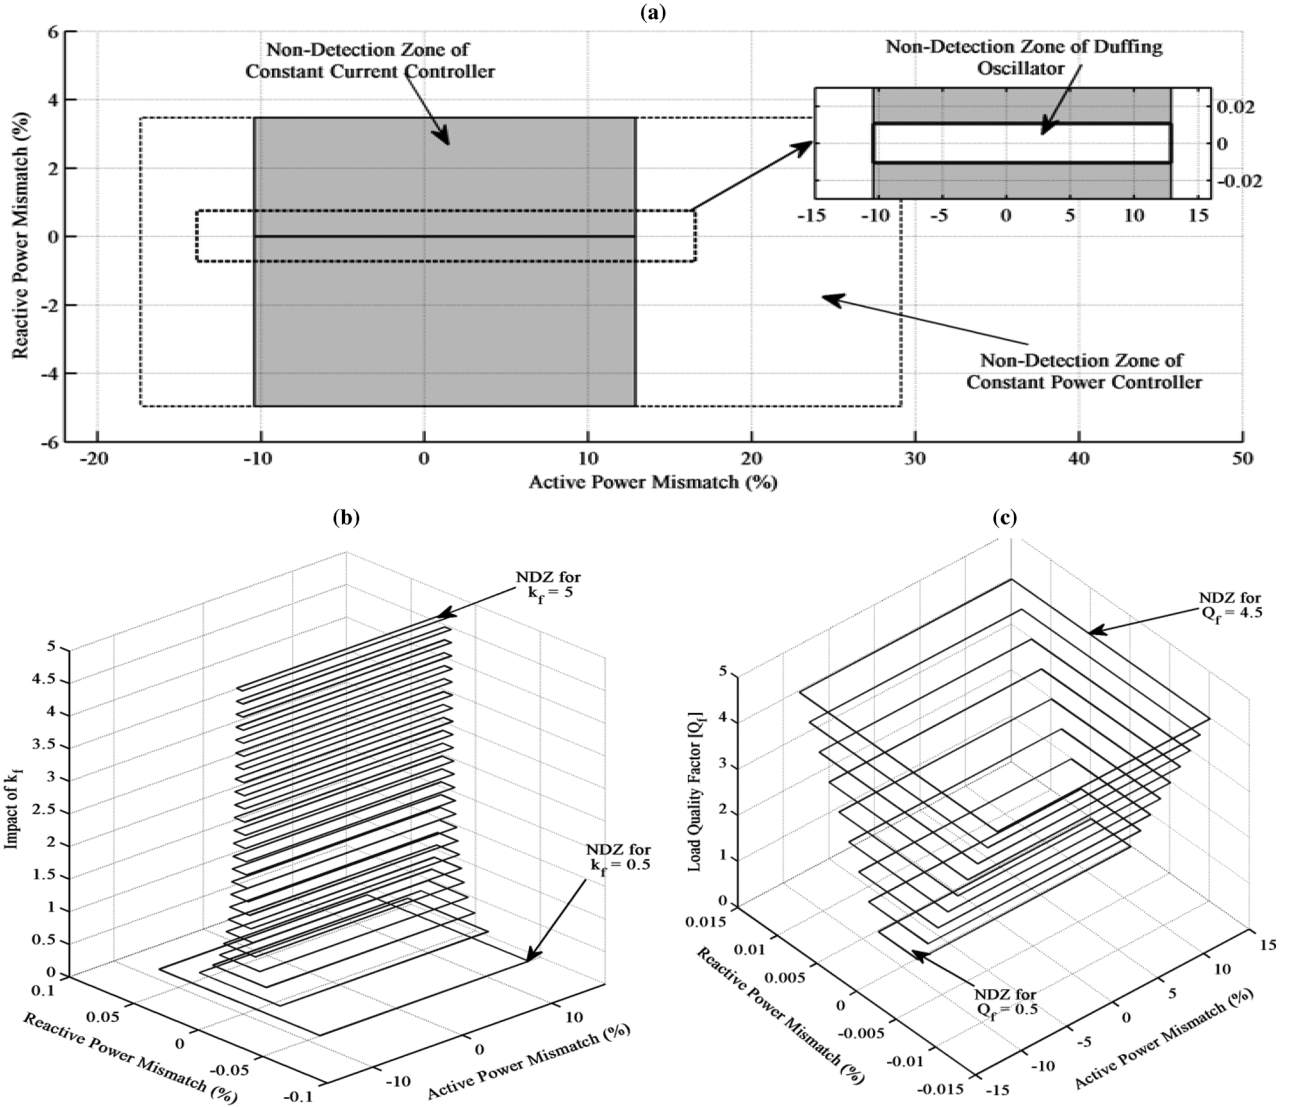 (a)
6
4
2
0
-2
-4
-6
Reactive Power Mismatch (%)
Non-Detection Zone of
Constant Current Controller
Non-Detection Zone of Duffing
Oscillator
0.02
0
-0.02
-15
-10
-5
0
5
10
15
Non-Detection Zone of
Constant Power Controller
-20
-10
0
10
20
30
40
50
Active Power Mismatch (%)
(b)
NDZ for
kf = 5
NDZ for
kf = 0.5
5
4.5
4
3.5
3
2.5
2
1.5
1
0.5
0
Impact of kf
0.1
0.05
0
-0.05
-0.1
Reactive Power Mismatch (%)
-10
0
10
Active Power Mismatch (%)
(c)
NDZ for
Qf = 4.5
NDZ for
Qf = 0.5
5
4
3
2
1
0
Load Quality Factor [Qf]
0.015
0.01
0.005
0
-0.005
-0.01
-0.015
Reactive Power Mismatch (%)
-15
-10
-5
0
5
10
15
Active Power Mismatch (%)